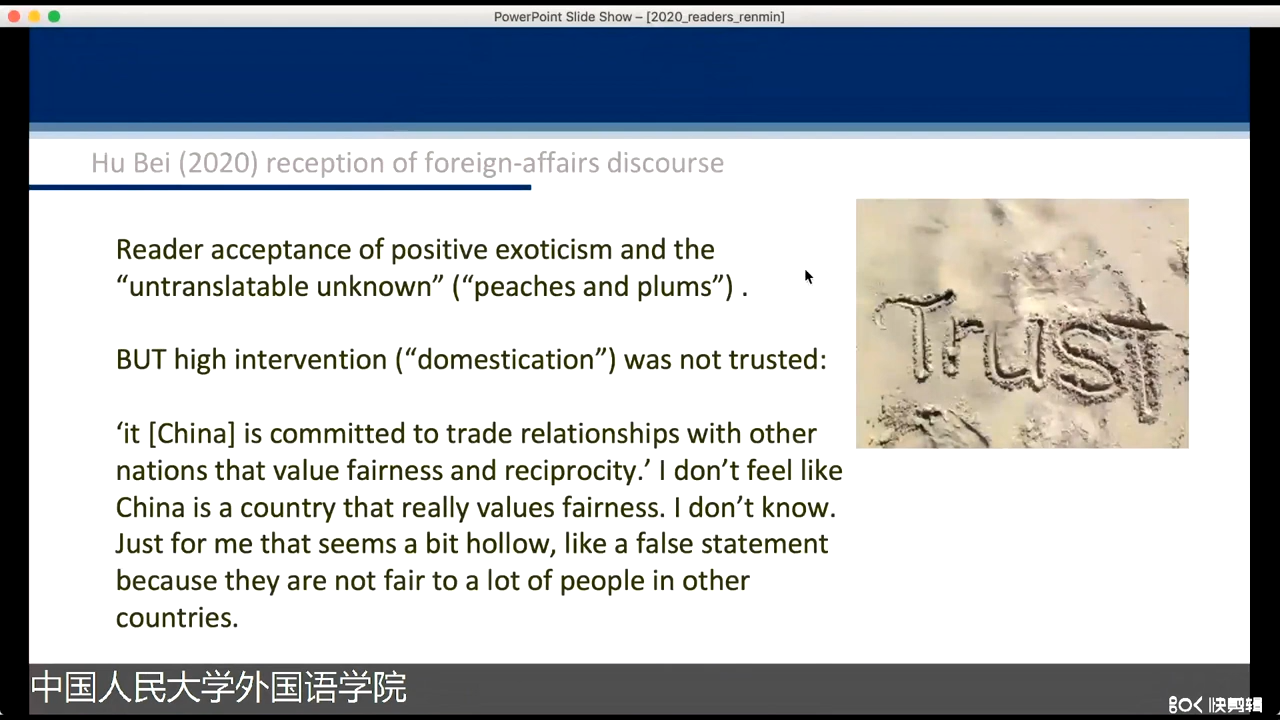 PowerPoint Slide Show – [2020_readers_renmin]
Hu Bei (2020) reception of foreign-affairs discourse
Reader acceptance of positive exoticism and the
“untranslatable unknown” (“peaches and plums”) .
BUT high intervention (“domestication”) was not trusted:
‘it [China] is committed to trade relationships with other
nations that value fairness and reciprocity.’ I don’t feel like
China is a country that really values fairness. I don’t know.
Just for me that seems a bit hollow, like a false statement
because they are not fair to a lot of people in other
countries.
Trust
中国人民大学外国语学院
快剪辑